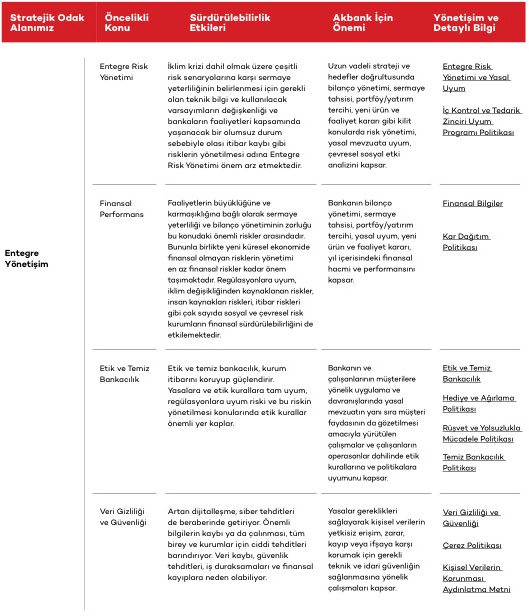 Stratejik Odak
Alanımız
Öncelikli
Konu
Sürdürülebilirlik
Etkileri
Akbank İçin
Önemi
Yönetişim ve
Detaylı Bilgi
Entegre
Yönetişim
Entegre Risk
Yönetimi
İklim krizi dahil olmak üzere çeşitli
risk senaryolarına karşı sermaye
yeterliliğinin belirlenmesi için gerekli
olan teknik bilgi ve kullanılacak
varsayımların değişkenliği ve
bankaların faaliyetleri kapsamında
yaşanacak bir olumsuz durum
sebebiyle olası itibar kaybı gibi
risklerin yönetilmesi adına Entegre
Risk Yönetimi önem arz etmektedir.
Uzun vadeli strateji ve
hedefler doğrultusunda
bilanço yönetimi, sermaye
tahsisi, portföy/yatırım
tercihi, yeni ürün ve
faaliyet kararı gibi kilit
konularda risk yönetimi,
yasal mevzuata uyum,
çevresel sosyal etki
analizini kapsar.
Entegre Risk
Yönetimi ve Yasal
Uyum
İç Kontrol ve Tedarik
Zinciri Uyum
Programı Politikası
Finansal
Performans
Faaliyetlerin büyüklüğüne ve
karmaşıklığına bağlı olarak sermaye
yeterliliği ve bilanço yönetiminin zorluğu
bu konudaki önemli riskler arasındadır.
Bununla birlikte yeni küresel ekonomide
finansal olmayan risklerin yönetimi
en az finansal riskler kadar önem
taşımaktadır. Regülasyonlara uyum,
iklim değişikliğinden kaynaklanan riskler,
insan kaynakları riskleri, itibar riskleri
gibi çok sayıda sosyal ve çevresel risk
kurumların finansal sürdürülebilirliğini de
etkilemektedir.
Bankanın bilanço
yönetimi, sermaye tahsisi,
portföy/yatırım
tercihi, yasal uyum, yeni
ürün ve faaliyet kararı,
yıl içerisindeki finansal
hacmi ve performansını
kapsar.
Finansal Bilgiler
Kar Dağıtım
Politikası
Etik ve Temiz
Bankacılık
Etik ve temiz bankacılık, kurum
itibarını koruyup güçlendirir.
Yasalara ve etik kurallara tam uyum,
regülasyonlara uyum riski ve bu riskin
yönetilmesi konularında etik kurallar
önemli yer kaplar.
Bankanın ve
çalışanlarının müşterilere
yönelik uygulama ve
davranışlarında yasal
mevzuatın yanı sıra müşteri
faydasının da gözetilmesi
amacıyla yürütülen
çalışmalar ve çalışanların
operasonlar dahilinde etik
kurallarına ve politikalara
uyumunu kapsar.
Etik ve Temiz
Bankacılık
Hediye ve Ağırlama
Politikası
Rüşvet ve Yolsuzlukla
Mücadele Politikası
Temiz Bankacılık
Politikası
Veri Gizliliği
ve Güvenliği
Artan dijitalleşme, siber tehditleri
de beraberinde getiriyor. Önemli
bilgilerin kaybı ya da çalınması, tüm
birey ve kurumlar için ciddi tehditleri
barındırıyor. Veri kaybı, güvenlik
tehditleri, iş duraksamaları ve finansal
kayıplara neden olabiliyor.
Yasalar gereklikleri
sağlayarak kişisel verilerin
yetkisiz erişim, zarar,
kayıp veya ifşaya karşı
korumak için gerekli
teknik ve idari güvenliğin
sağlanmasına yönelik
çalışmaları kapsar.
Veri Gizliliği ve
Güvenliği
Çerez Politikası
Kişisel Verilerin
Korunması
Aydınlatma Metni